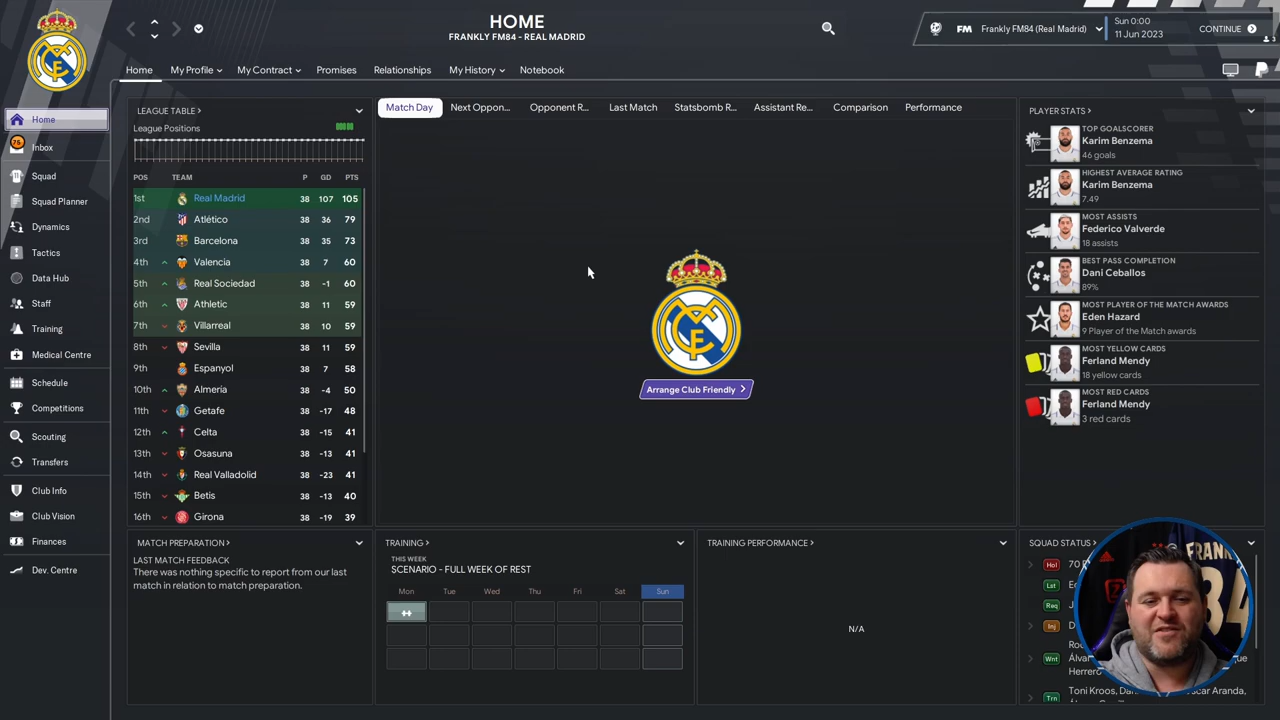 HOME
FRANKLY FM84 - REAL MADRID
FM Frankly FM84 (Real Madrid)
Sun 0:00
11 Jun 2023
CONTINUE
Home My Profile My Contract Promises Relationships My History Notebook
Home
75
Inbox
Squad
Squad Planner
Dynamics
Tactics
Data Hub
Staff
Training
Medical Centre
Schedule
Competitions
Scouting
Transfers
Club Info
Club Vision
Finances
Dev. Centre
LEAGUE TABLE
League Positions
POS TEAM P GD PTS
1st Real Madrid 38 107 105
2nd Atlético 38 36 79
3rd Barcelona 38 35 73
4th Valencia 38 7 60
5th Real Sociedad 38 -1 60
6th Athletic 38 11 59
7th Villarreal 38 10 59
8th Sevilla 38 11 59
9th Espanyol 38 7 58
10th Almería 38 -4 50
11th Getafe 38 -17 48
12th Celta 38 -15 41
13th Osasuna 38 -13 41
14th Real Valladolid 38 -23 41
15th Betis 38 -13 40
16th Girona 38 -19 39
Match Day Next Oppon... Opponent R... Last Match Statsbomb R... Assistant Re... Comparison Performance
Arrange Club Friendly
PLAYER STATS
TOP GOALSCORER
Karim Benzema
46 goals
HIGHEST AVERAGE RATING
Karim Benzema
7.49
MOST ASSISTS
Federico Valverde
18 assists
BEST PASS COMPLETION
Dani Ceballos
89%
MOST PLAYER OF THE MATCH AWARDS
Eden Hazard
9 Player of the Match awards
MOST YELLOW CARDS
Ferland Mendy
18 yellow cards
MOST RED CARDS
Ferland Mendy
3 red cards
MATCH PREPARATION
LAST MATCH FEEDBACK
There was nothing specific to report from our last
match in relation to match preparation.
TRAINING
THIS WEEK
SCENARIO - FULL WEEK OF REST
Mon Tue Wed Thu Fri Sat Sun
TRAINING PERFORMANCE
N/A
SQUAD STATUS
Hol 70
Lst
Req
Inj
Wnt
Herrero
Trn Toni Kroos
FRANK
84